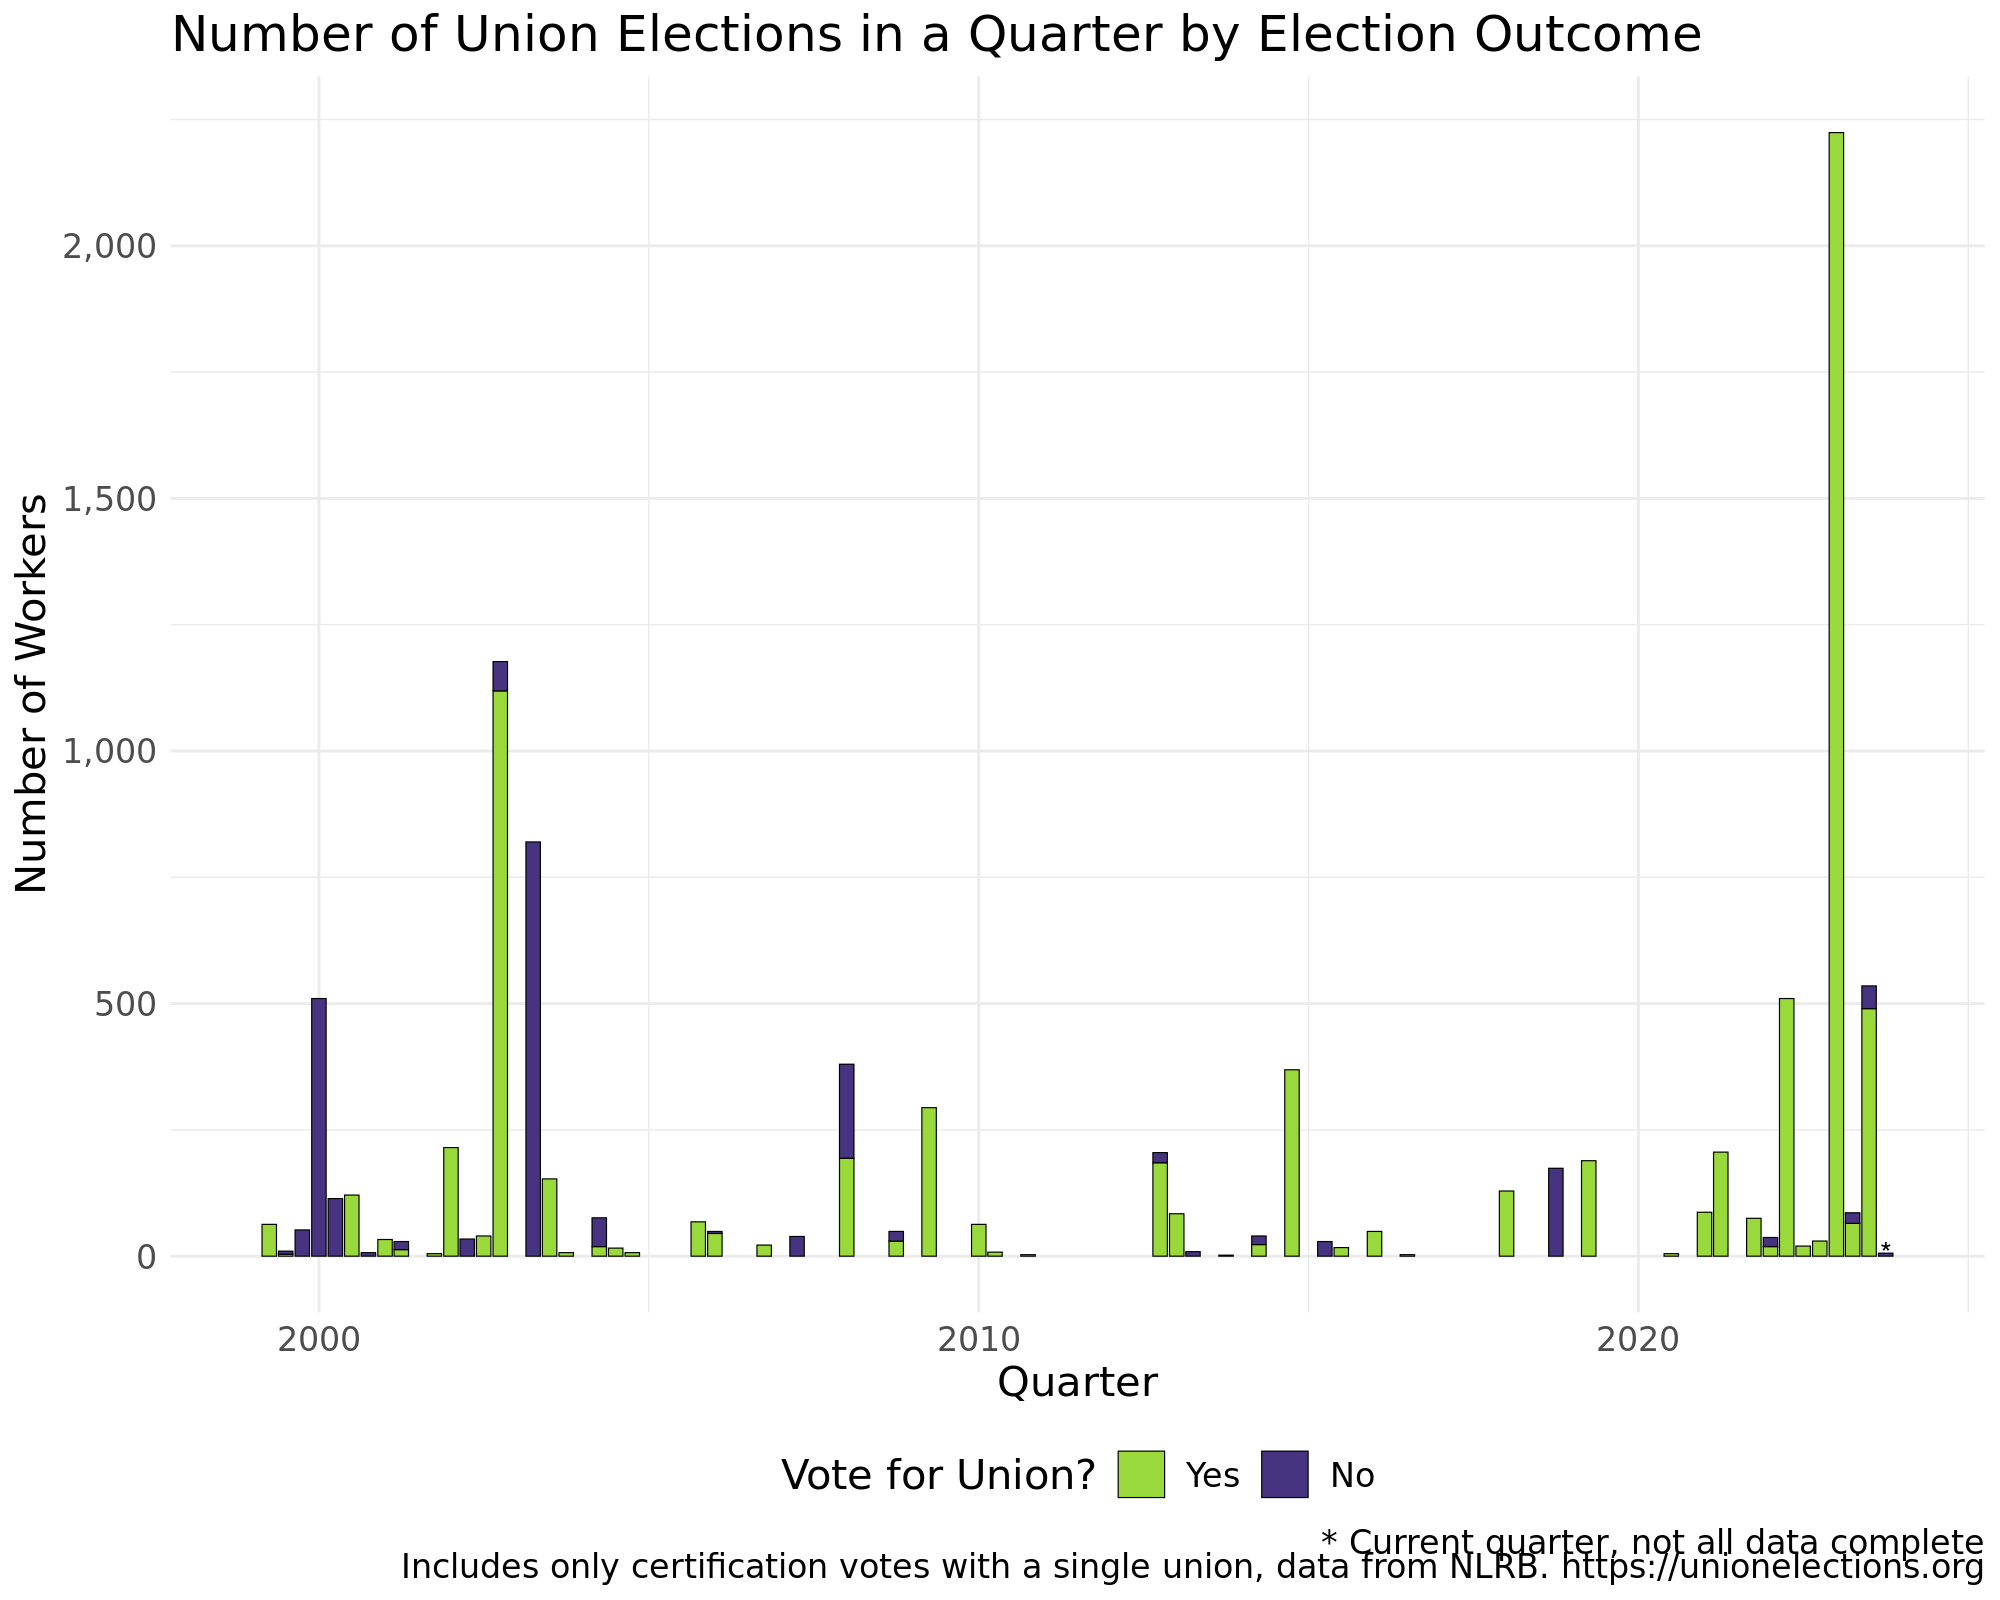 Number of Union Elections in a Quarter by Election Outcome
Number of Workers
2,000
1,500
1,000
500
0
*
2000
2010
2020
Quarter
Vote for Union?
Yes
No
* Current quarter, not all data complete
Includes only certification votes with a single union, data from NLRB. https://unionelections.org